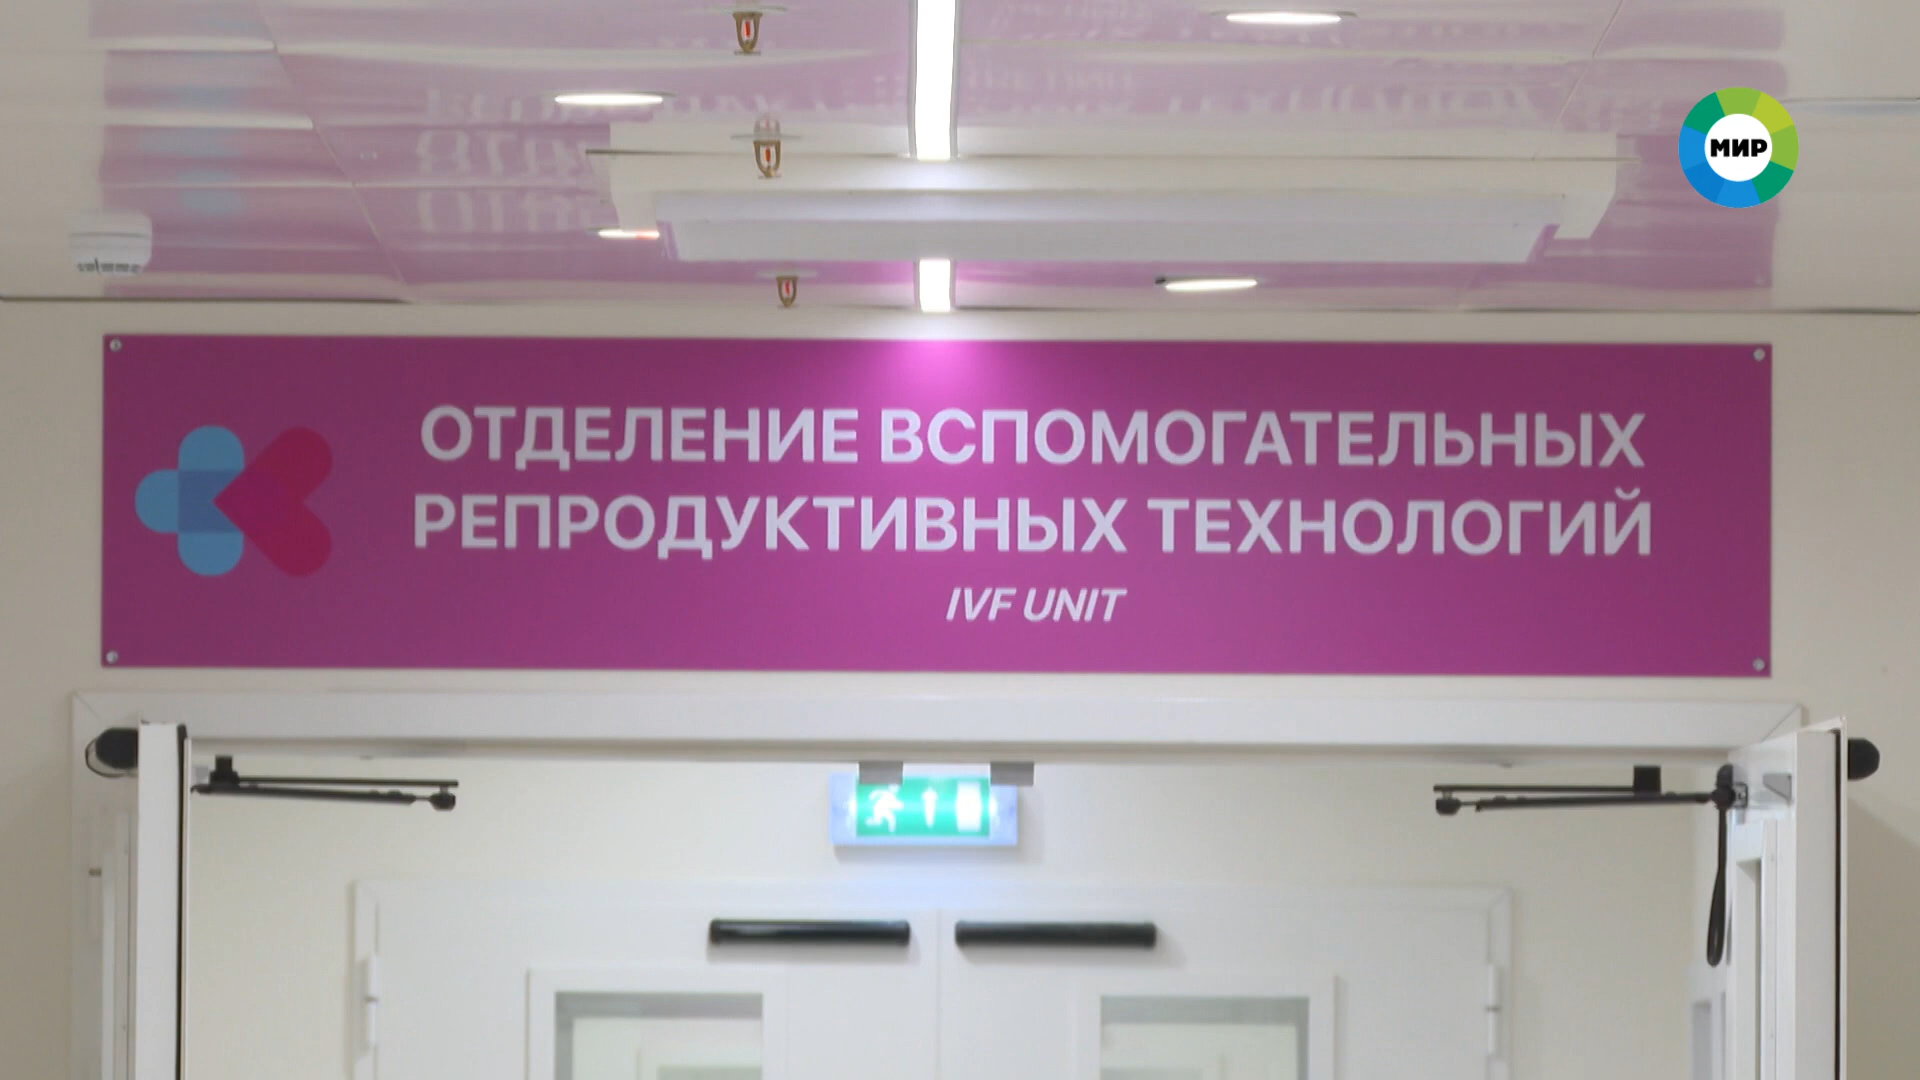 МИР
ОТДЕЛЕНИЕ ВСПОМОГАТЕЛЬНЫХ
РЕПРОДУКТИВНЫХ ТЕХНОЛОГИЙ
IVF UNIT